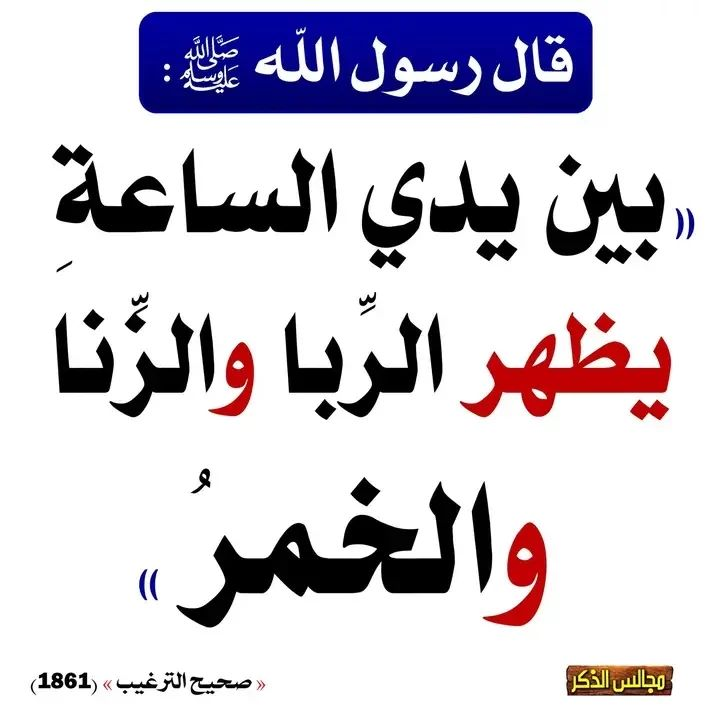 قال رسول الله ﷺ :
«بين يدي الساعةِ
يظهر الرِّبا والزِّنا
والخمرُ »
« صحيح الترغيب » (1861)
مجالس الذكر